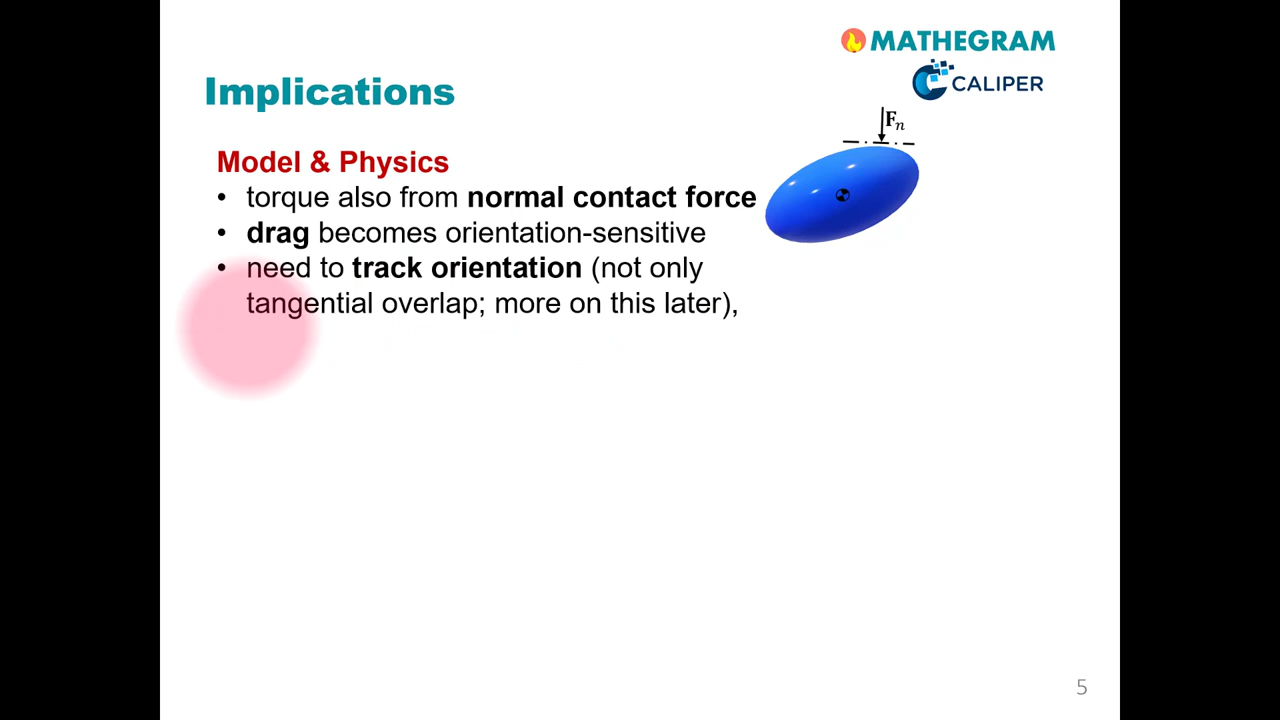 MATHEGRAM
CALIPER
Implications
Fn
Model & Physics
• torque also from normal contact force
• drag becomes orientation-sensitive
• need to track orientation (not only
tangential overlap; more on this later),
5